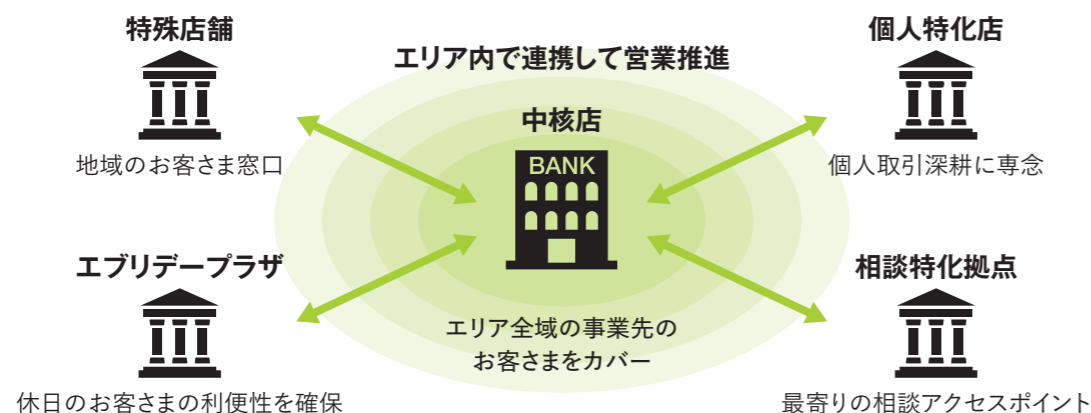 特殊店舗
地域のお客さま窓口
エリア内で連携して営業推進
個人特化店
個人取引深耕に専念
中核店
BANK
エリア全域の事業先の
お客さまをカバー
エブリデープラザ
休日のお客さまの利便性を確保
相談特化拠点
最寄りの相談アクセスポイント